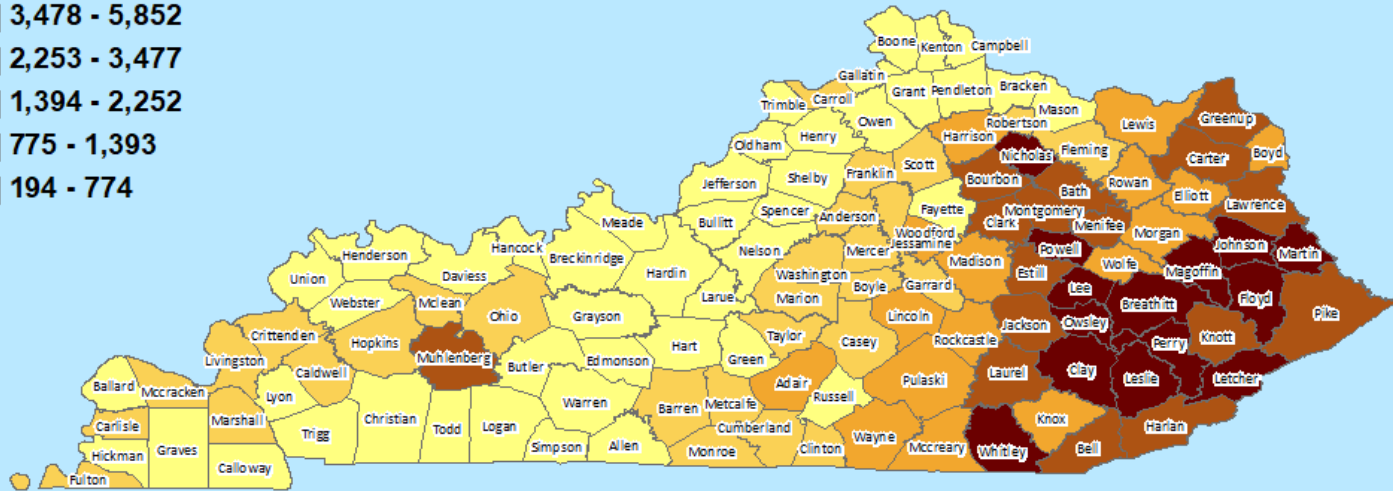 3,478 - 5,852
2,253 - 3,477
1,394 - 2,252
775 - 1,393
194 - 774
Boone
Kenton
Campbell
Gallatin
Grant
Pendleton
Bracken
Trimble
Carroll
Owen
Mason
Robertson
Lewis
Greenup
Henry
Oldham
Harrison
Nicholas
Fleming
Carter
Boyd
Scott
Franklin
Shelby
Jefferson
Bourbon
Bath
Rowan
Elliott
Lawrence
Spencer
Bullitt
Anderson
Fayette
Montgomery
Clark
Menifee
Morgan
Woodford
Jessamine
Meade
Hancock
Henderson
Breckinridge
Nelson
Mercer
Powell
Johnson
Martin
Union
Daviess
Hardin
Washington
Madison
Estill
Wolfe
Magoffin
Webster
Mclean
Ohio
Larue
Marion
Boyle
Garrard
Lee
Breathitt
Floyd
Pike
Grayson
Lincoln
Jackson
Owsley
Crittenden
Hopkins
Taylor
Casey
Rockcastle
Perry
Knott
Livingston
Muhlenberg
Butler
Edmonson
Hart
Green
Caldwell
Adair
Pulaski
Laurel
Clay
Leslie
Letcher
Ballard
Mccracken
Lyon
Warren
Barren
Metcalfe
Russell
Carlisle
Marshall
Christian
Todd
Logan
Cumberland
Knox
Harlan
Trigg
Hickman
Graves
Calloway
Simpson
Allen
Monroe
Clinton
Wayne
Mccreary
Whitley
Bell
Fulton